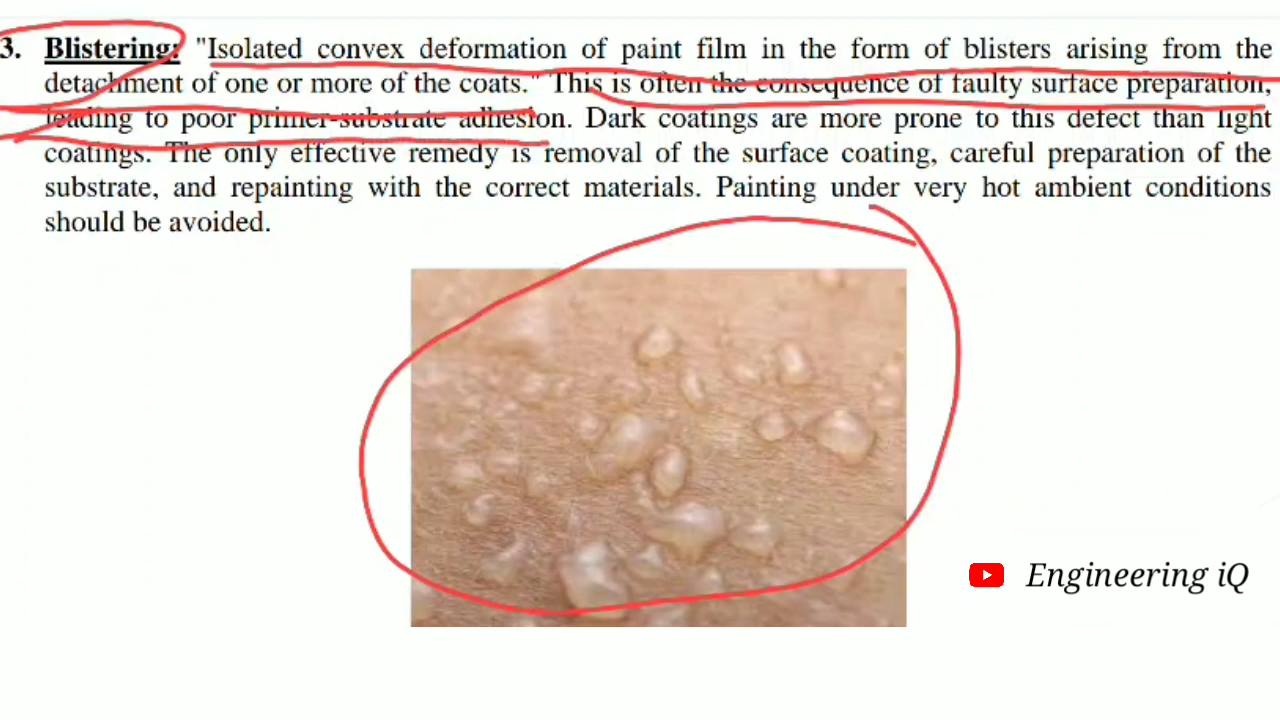 3. Blistering: "Isolated convex deformation of paint film in the form of blisters arising from the
detachment of one or more of the coats." This is often the consequence of faulty surface preparation,
leading to poor primer-substrate adhesion. Dark coatings are more prone to this defect than light
coatings. The only effective remedy is removal of the surface coating, careful preparation of the
substrate, and repainting with the correct materials. Painting under very hot ambient conditions
should be avoided.
Engineering iQ